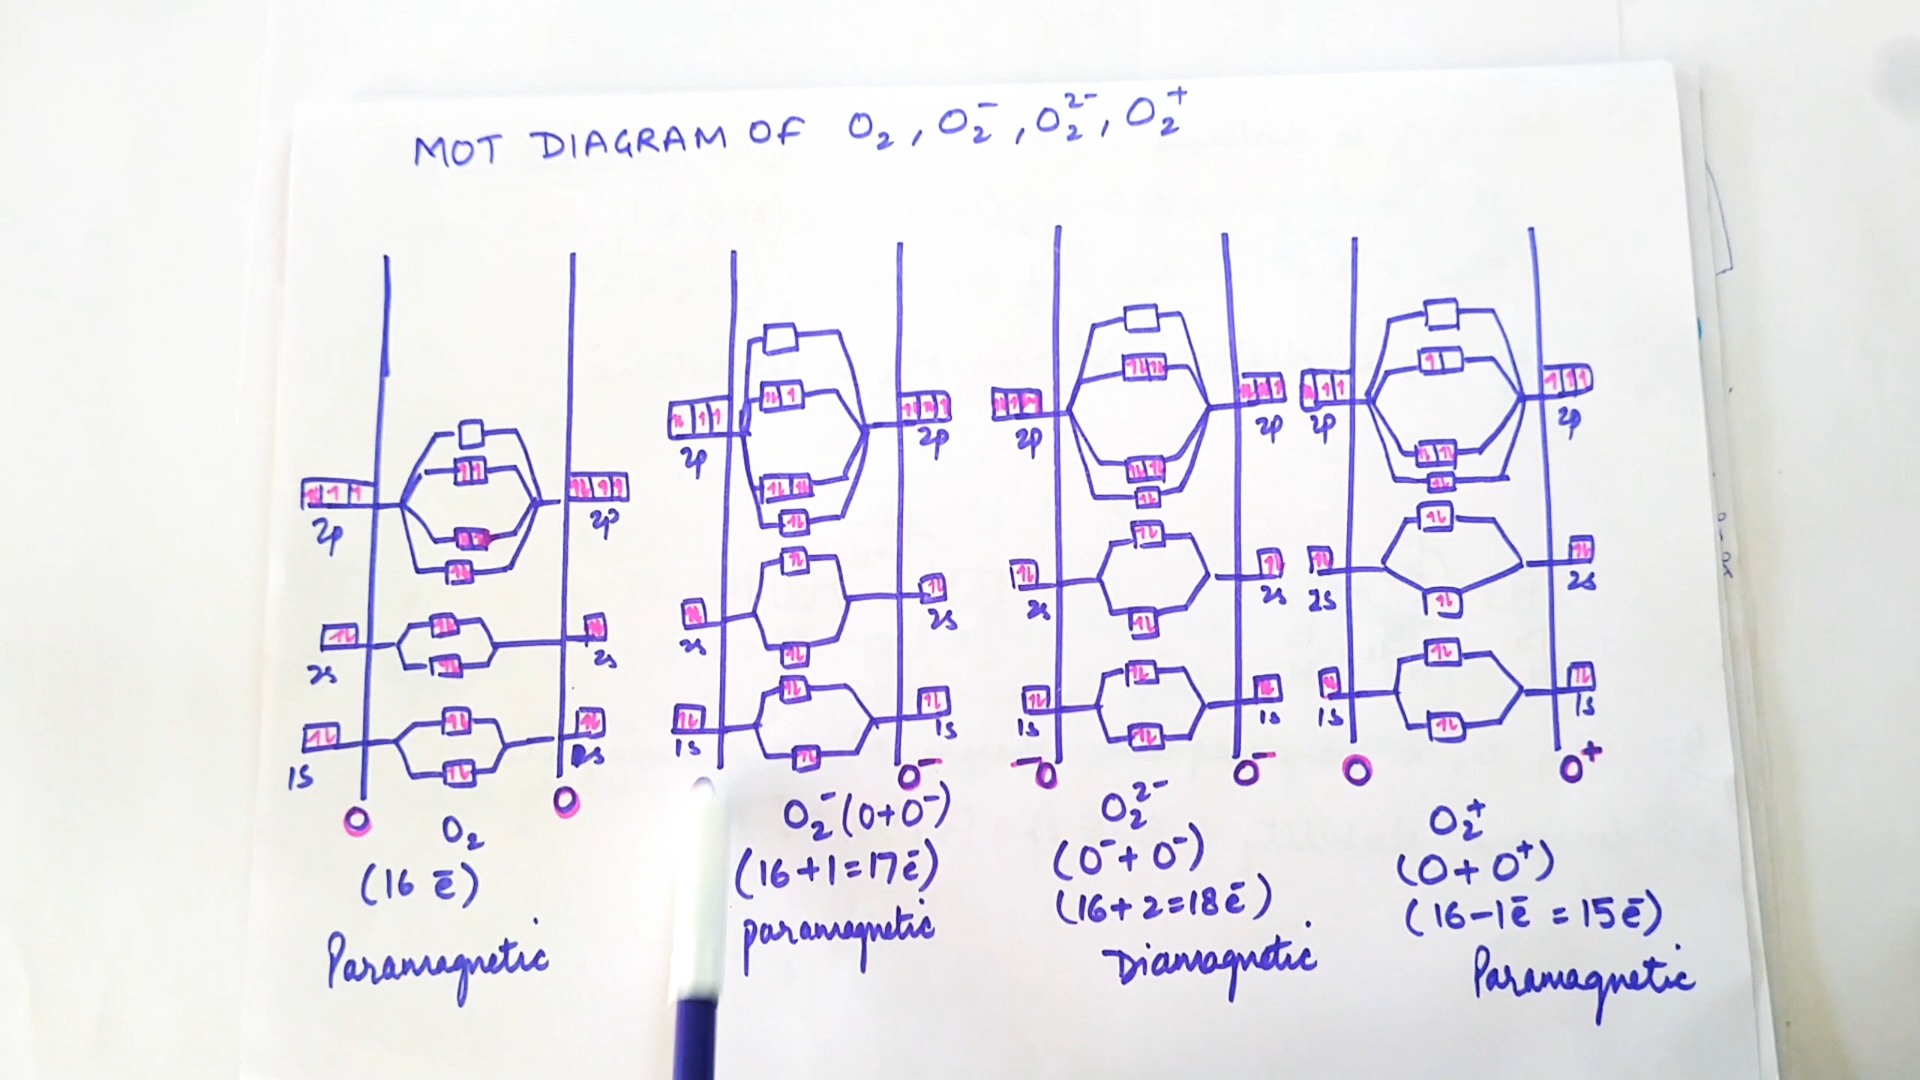 MOT DIAGRAM OF O₂, O₂⁻, O₂²⁻, O₂⁺
2p 2p
2s 2s
1s
O O
O₂
(16 ē)
Paramagnetic
2p 2p
2s 2s
1s 1s
O⁻
O₂⁻ (O+O⁻)
(16+1=17ē)
paramagnetic
2p 2p
2s 2s
1s 1s
⁻O O⁻
O₂²⁻
(O⁻+O⁻)
(16+2=18ē)
Diamagnetic
2p 2p
2s 2s
1s 1s
O O⁺
O₂⁺
(O+O⁺)
(16-1ē=15ē)
Paramagnetic